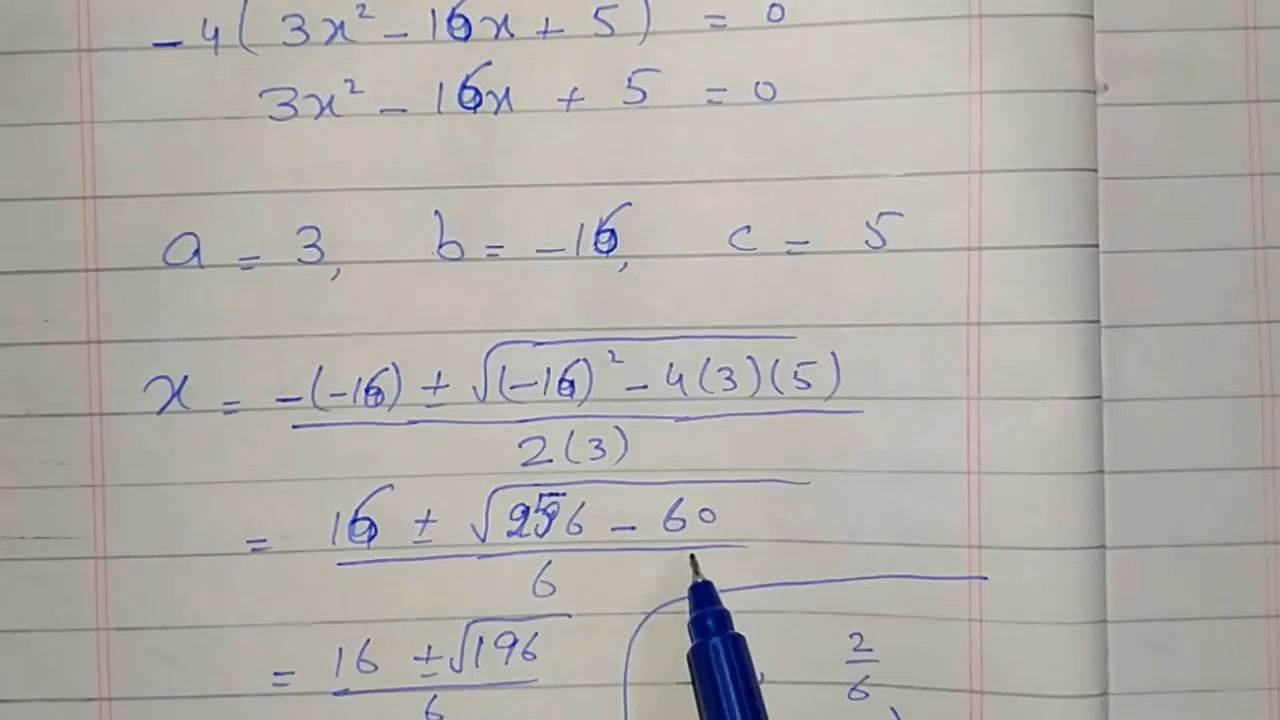 -4(3x² - 16x + 5) = 0
3x² - 16x + 5 = 0
a = 3, b = -16, c = 5
x = -(-16) ± √(-16)² - 4(3)(5)
2(3)
= 16 ± √256 - 60
6
= 16 ± √196
6
2
6